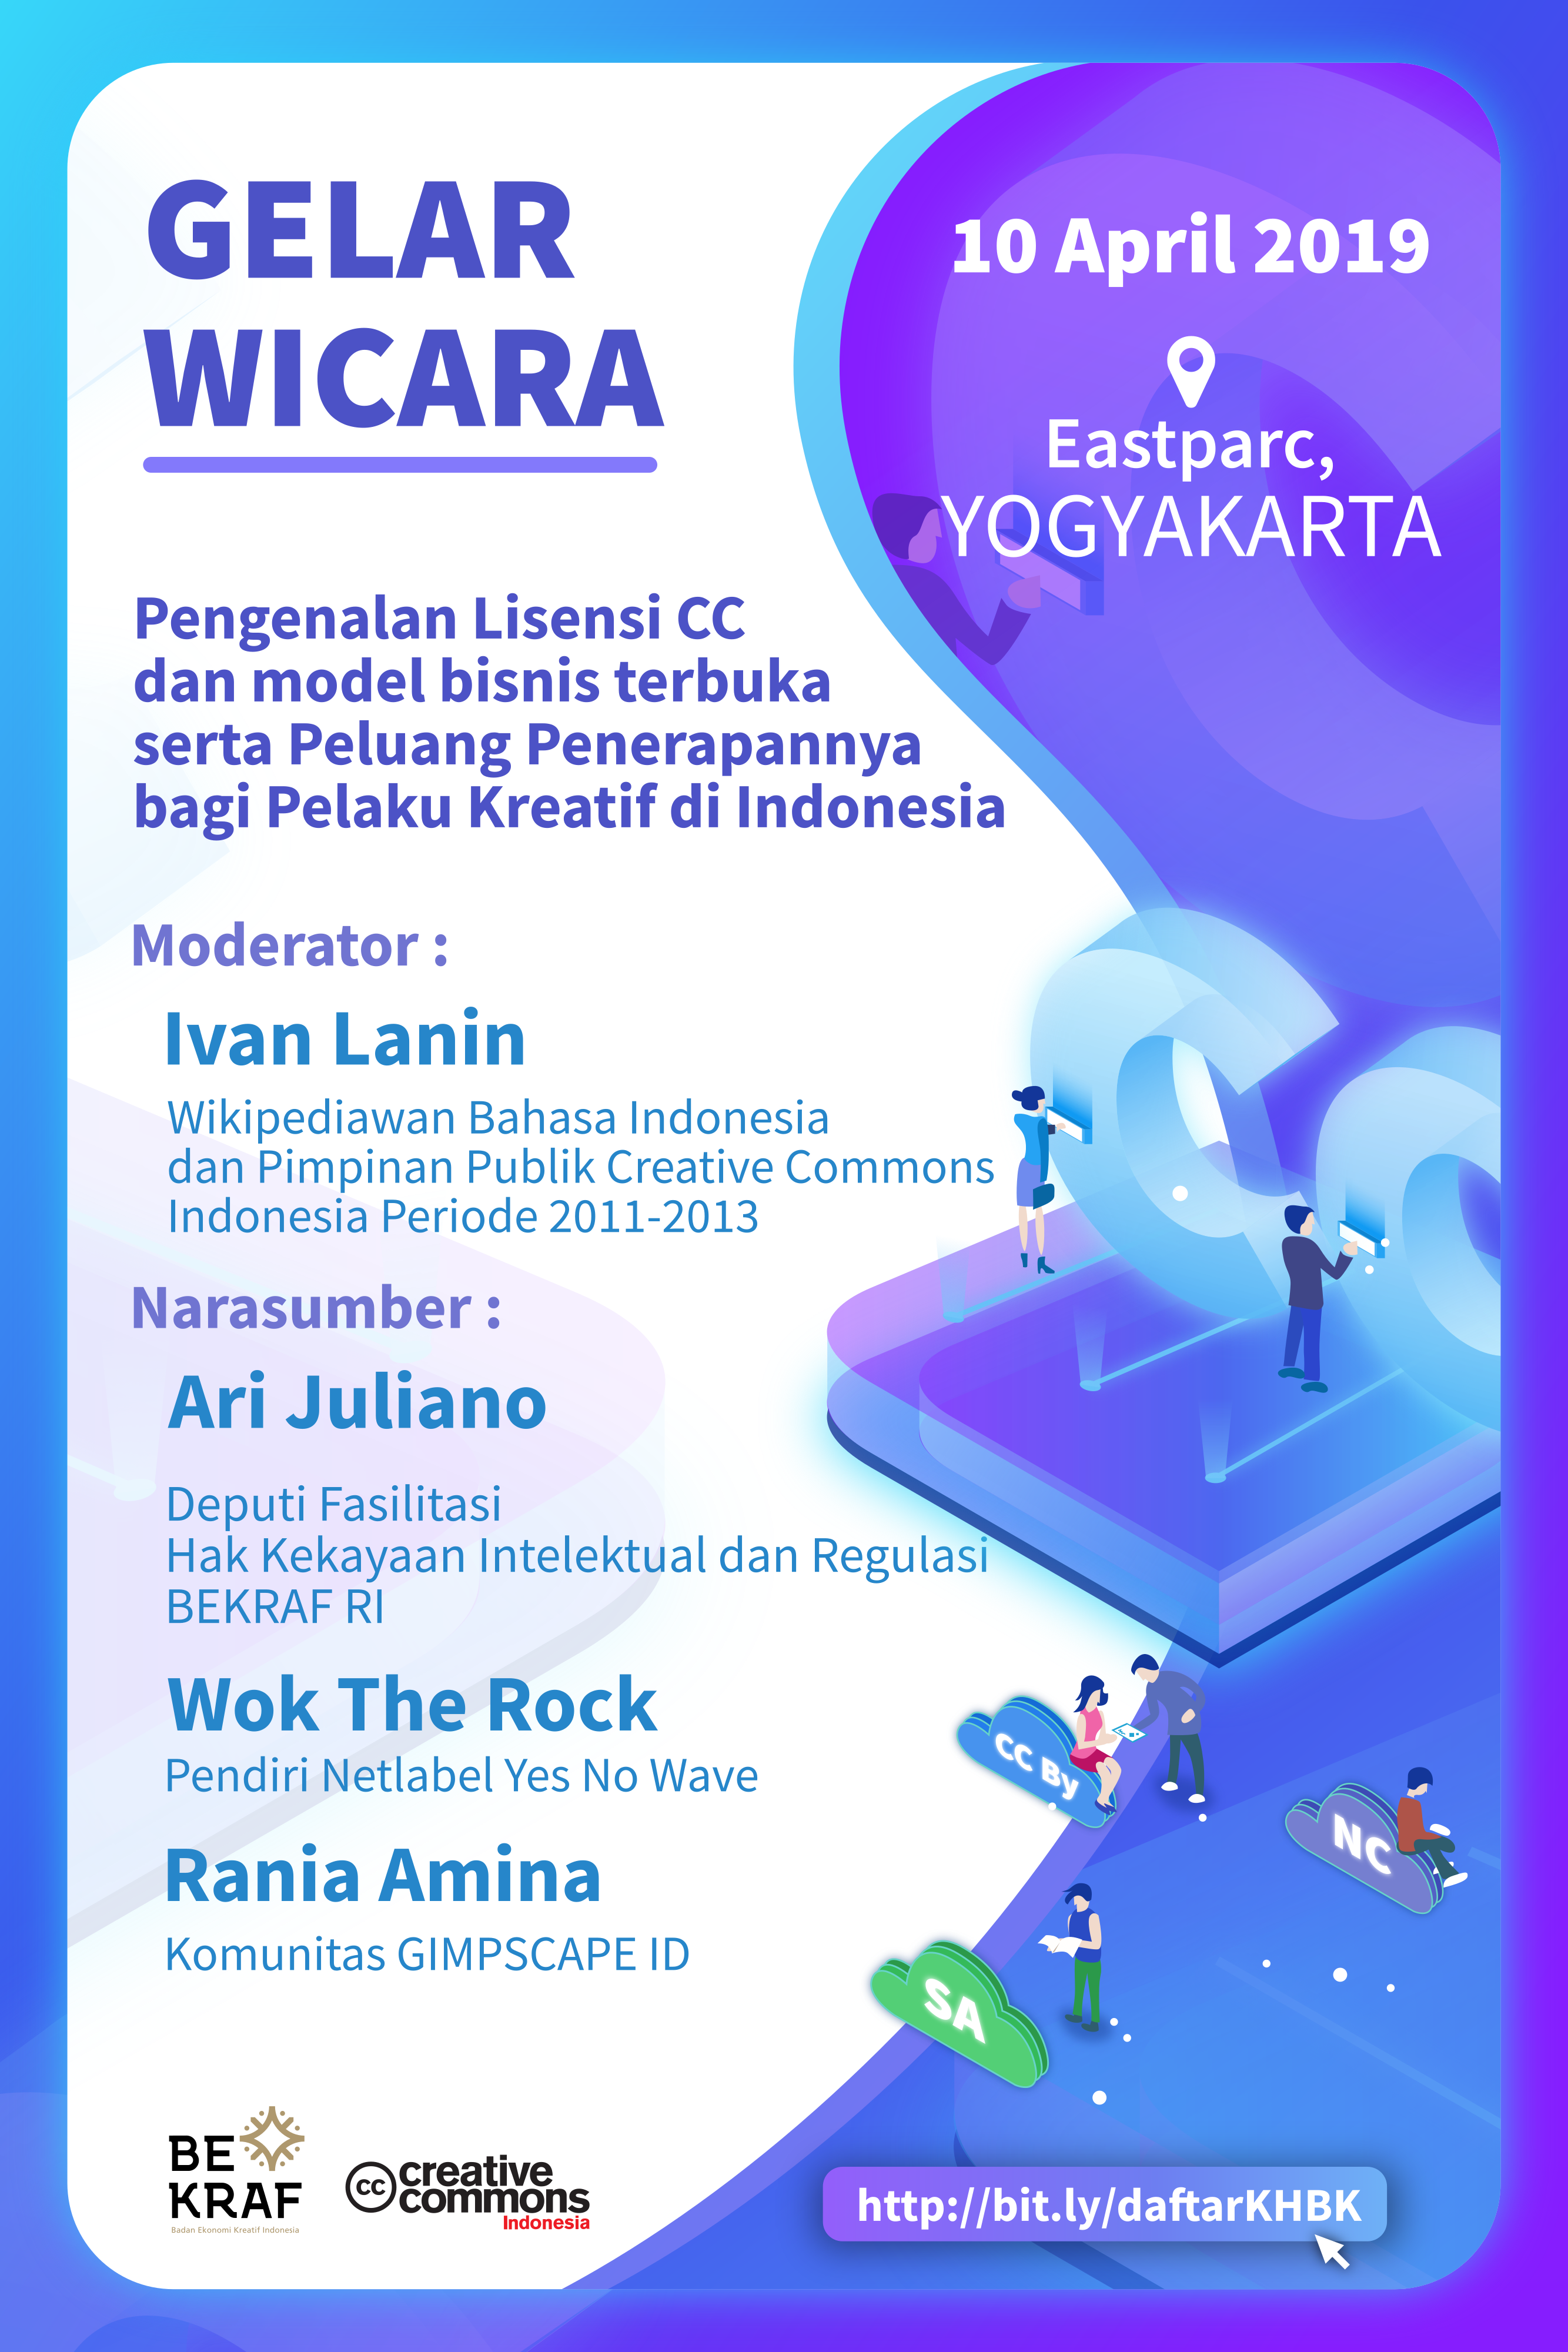 GELAR
WICARA
10 April 2019
Eastparc,
YOGYAKARTA
Pengenalan Lisensi CC
dan model bisnis terbuka
serta Peluang Penerapannya
bagi Pelaku Kreatif di Indonesia
Moderator :
Ivan Lanin
Wikipediawan Bahasa Indonesia
dan Pimpinan Publik Creative Commons
Indonesia Periode 2011-2013
Narasumber :
Ari Juliano
Deputi Fasilitasi
Hak Kekayaan Intelektual dan Regulasi
BEKRAF RI
Wok The Rock
Pendiri Netlabel Yes No Wave
Rania Amina
Komunitas GIMPSCAPE ID
CC
CC By
NC
SA
BE
KRAF
Badan Ekonomi Kreatif Indonesia
cc creative
commons
Indonesia
http://bit.ly/daftarKHBK